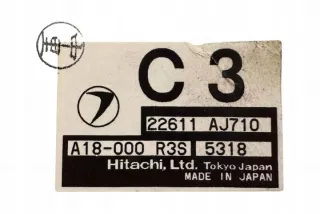 C 3
22611 AJ710
A18-000 R3S 5318
Hitachi, Ltd. Tokyo Japan
MADE IN JAPAN